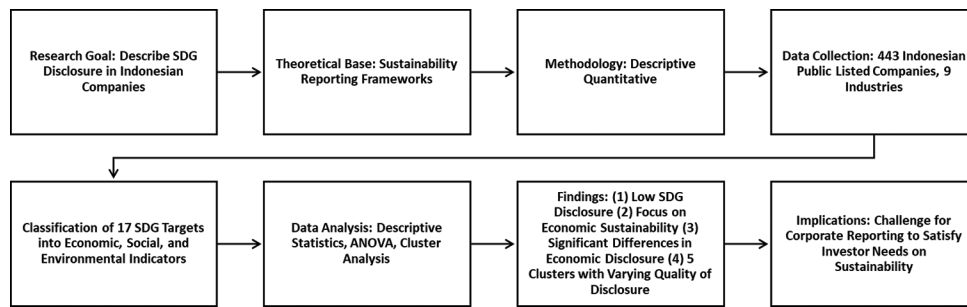 Research Goal: Describe SDG
Disclosure in Indonesian
Companies
Theoretical Base: Sustainability
Reporting Frameworks
Methodology: Descriptive
Quantitative
Data Collection: 443 Indonesian
Public Listed Companies, 9
Industries
Classification of 17 SDG Targets
into Economic, Social, and
Environmental Indicators
Data Analysis: Descriptive
Statistics, ANOVA, Cluster
Analysis
Findings: (1) Low SDG
Disclosure (2) Focus on
Economic Sustainability (3)
Significant Differences in
Economic Disclosure (4) 5
Clusters with Varying Quality of
Disclosure
Implications: Challenge for
Corporate Reporting to Satisfy
Investor Needs on
Sustainability